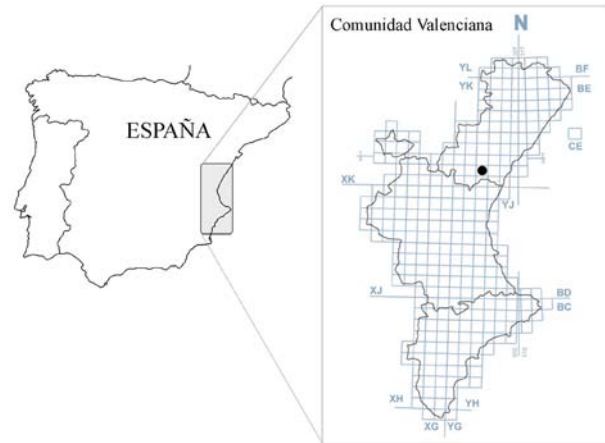 Comunidad Valenciana
N
YL
BF
YK
BE
ESPAÑA
CE
XK
YJ
XJ
BD
BC
XH
YH
XG
YG